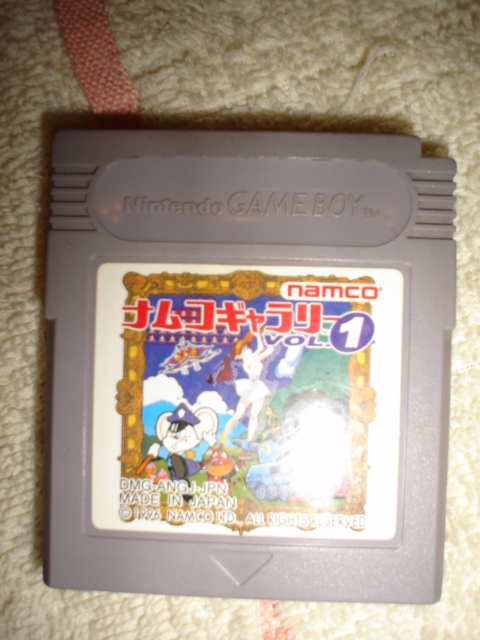 Nintendo GAME BOY TM
namco
ナムコギャラリー
VOL.1
DMG-ANGJ-JPN
MADE IN JAPAN
© 1996 NAMCO LTD., ALL RIGHTS RESERVED